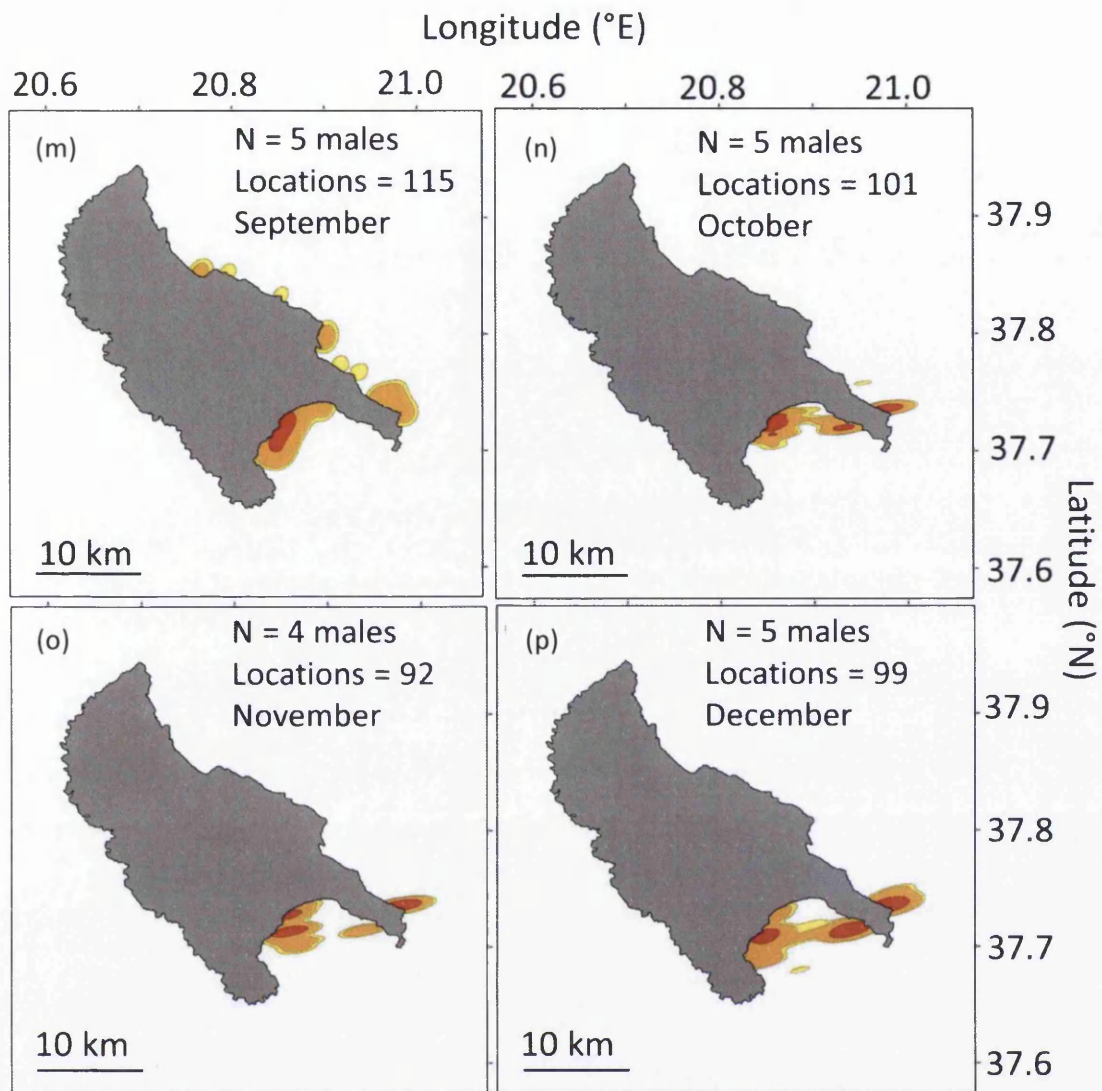 Longitude (°E)
20.6 20.8 21.0 20.6 20.8 21.0
(m)
N = 5 males
Locations = 115
September
10 km
(n)
N = 5 males
Locations = 101
October
10 km
37.9
37.8
37.7
37.6
(o)
N = 4 males
Locations = 92
November
10 km
(p)
N = 5 males
Locations = 99
December
10 km
37.9
37.8
37.7
37.6
Latitude (°N)